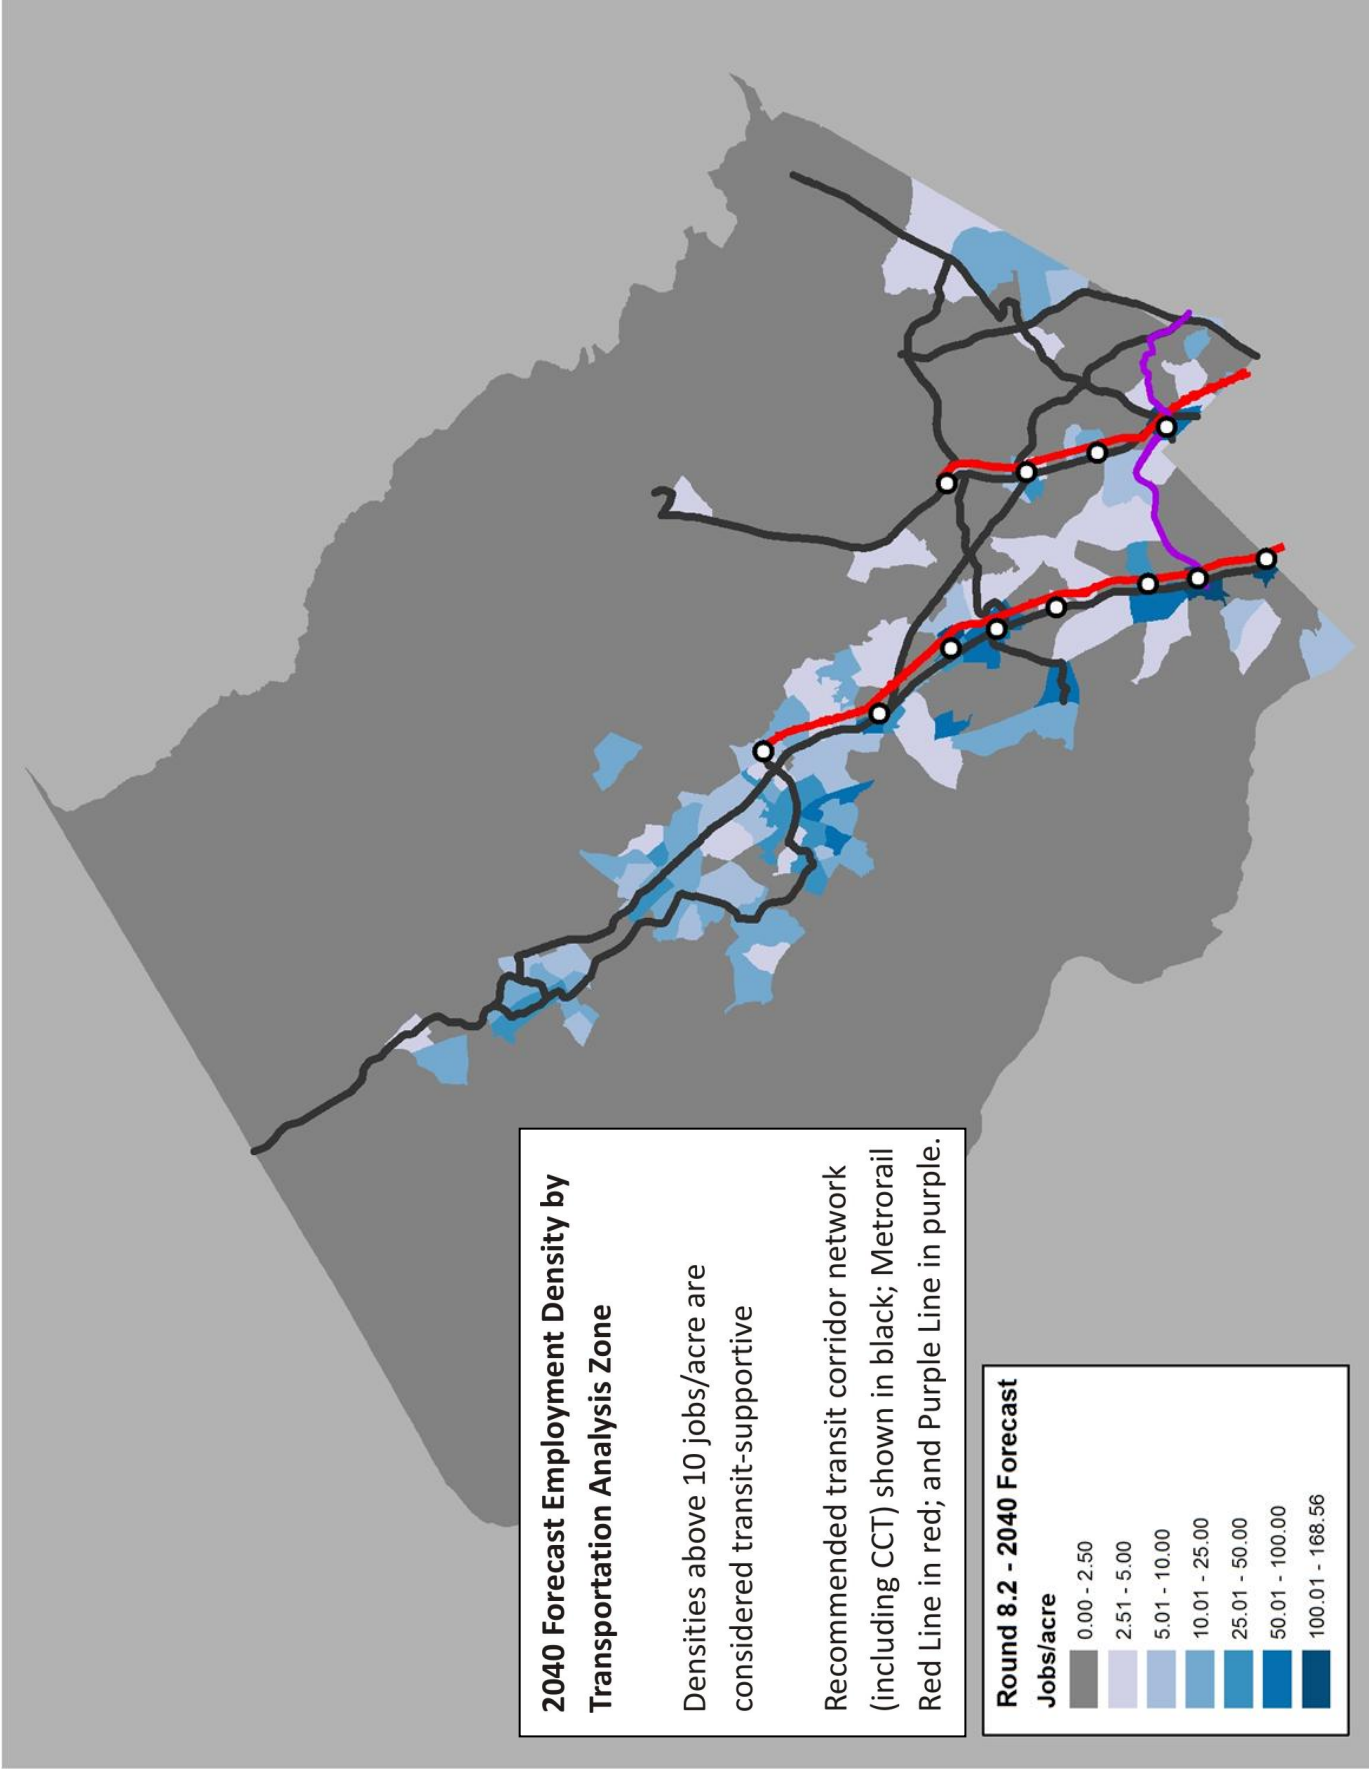 2040 Forecast Employment Density by
Transportation Analysis Zone
Densities above 10 jobs/acre are
considered transit-supportive
Recommended transit corridor network
(including CCT) shown in black; Metrorail
Red Line in red; and Purple Line in purple.
Round 8.2 - 2040 Forecast
Jobs/acre
0.00 - 2.50
2.51 - 5.00
5.01 - 10.00
10.01 - 25.00
25.01 - 50.00
50.01 - 100.00
100.01 - 168.56